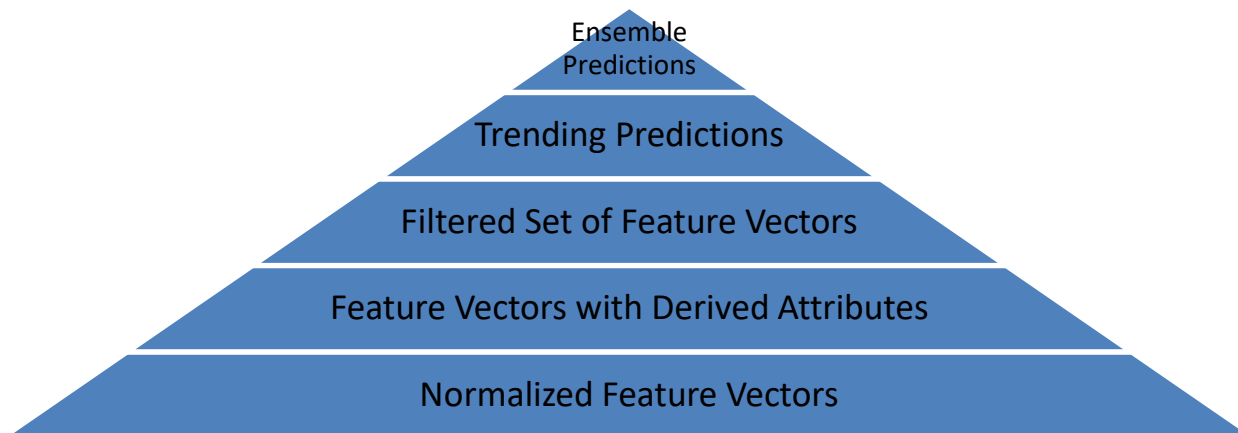 Ensemble
Predictions
Trending Predictions
Filtered Set of Feature Vectors
Feature Vectors with Derived Attributes
Normalized Feature Vectors